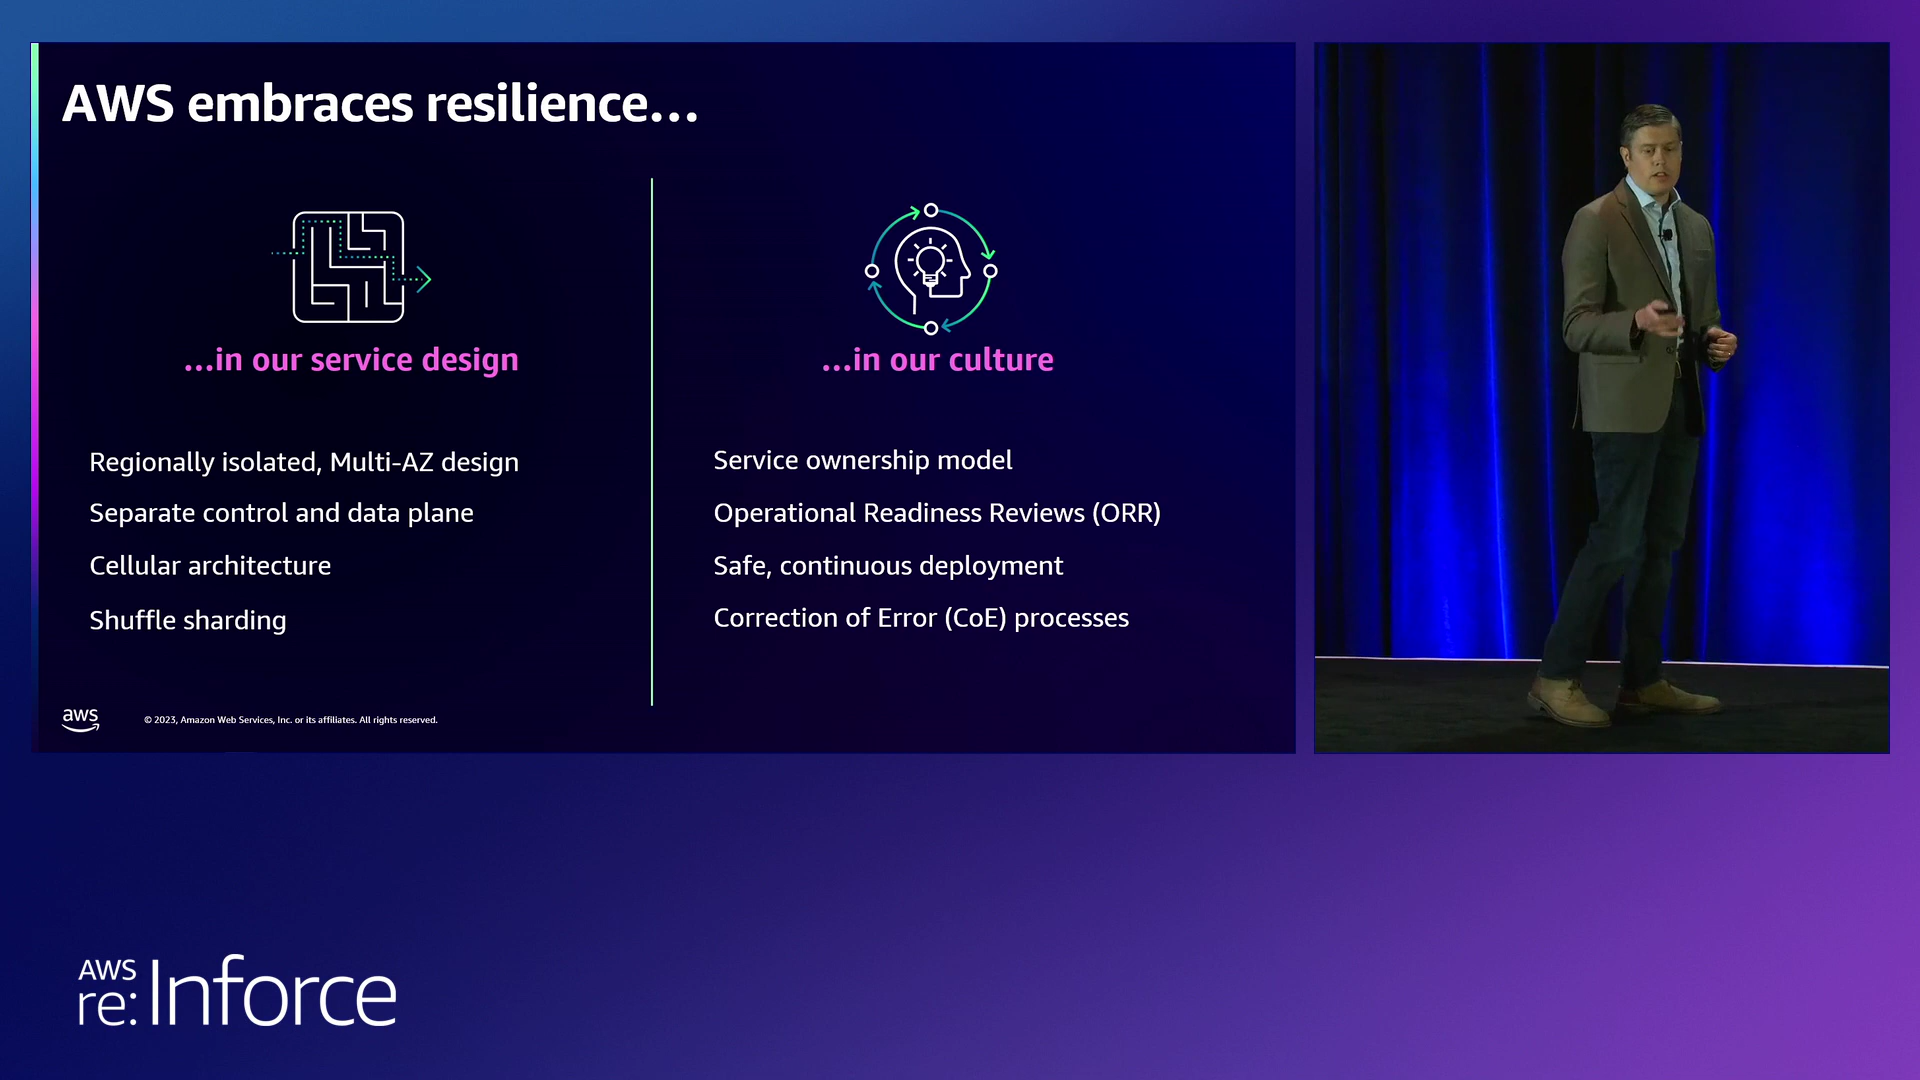 AWS embraces resilience...
...in our service design
Regionally isolated, Multi-AZ design
Separate control and data plane
Cellular architecture
Shuffle sharding
...in our culture
Service ownership model
Operational Readiness Reviews (ORR)
Safe, continuous deployment
Correction of Error (CoE) processes
aws
© 2023, Amazon Web Services, Inc. or its affiliates. All rights reserved.
AWS
re:Inforce